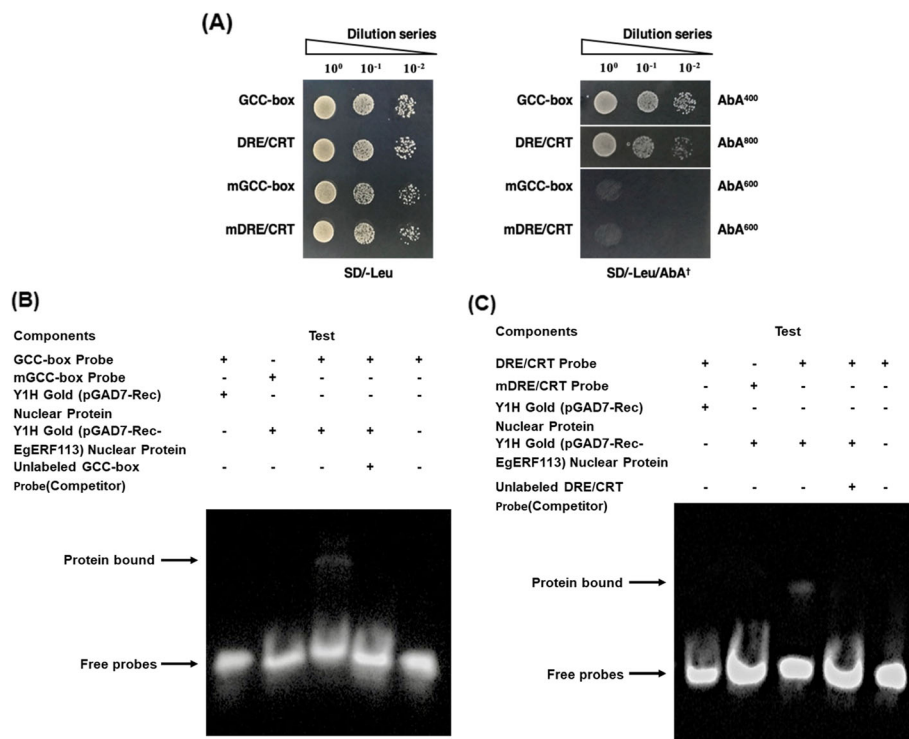 (A)
Dilution series
10⁰ 10⁻¹ 10⁻²
GCC-box
DRE/CRT
mGCC-box
mDRE/CRT
SD/-Leu
Dilution series
10⁰ 10⁻¹ 10⁻²
GCC-box AbA⁴⁰⁰
DRE/CRT AbA⁸⁰⁰
mGCC-box AbA⁶⁰⁰
mDRE/CRT AbA⁶⁰⁰
SD/-Leu/AbA†
(B)
Components Test
GCC-box Probe + - + + +
mGCC-box Probe - + - - -
Y1H Gold (pGAD7-Rec) + - - - -
Nuclear Protein
Y1H Gold (pGAD7-Rec- - + + + -
EgERF113) Nuclear Protein
Unlabeled GCC-box - - - + -
Probe(Competitor)
Protein bound
Free probes
(C)
Components Test
DRE/CRT Probe + - + + +
mDRE/CRT Probe - + - - -
Y1H Gold (pGAD7-Rec) + - - - -
Nuclear Protein
Y1H Gold (pGAD7-Rec- - + + + -
EgERF113) Nuclear Protein
Unlabeled DRE/CRT - - - + -
Probe(Competitor)
Protein bound
Free probes